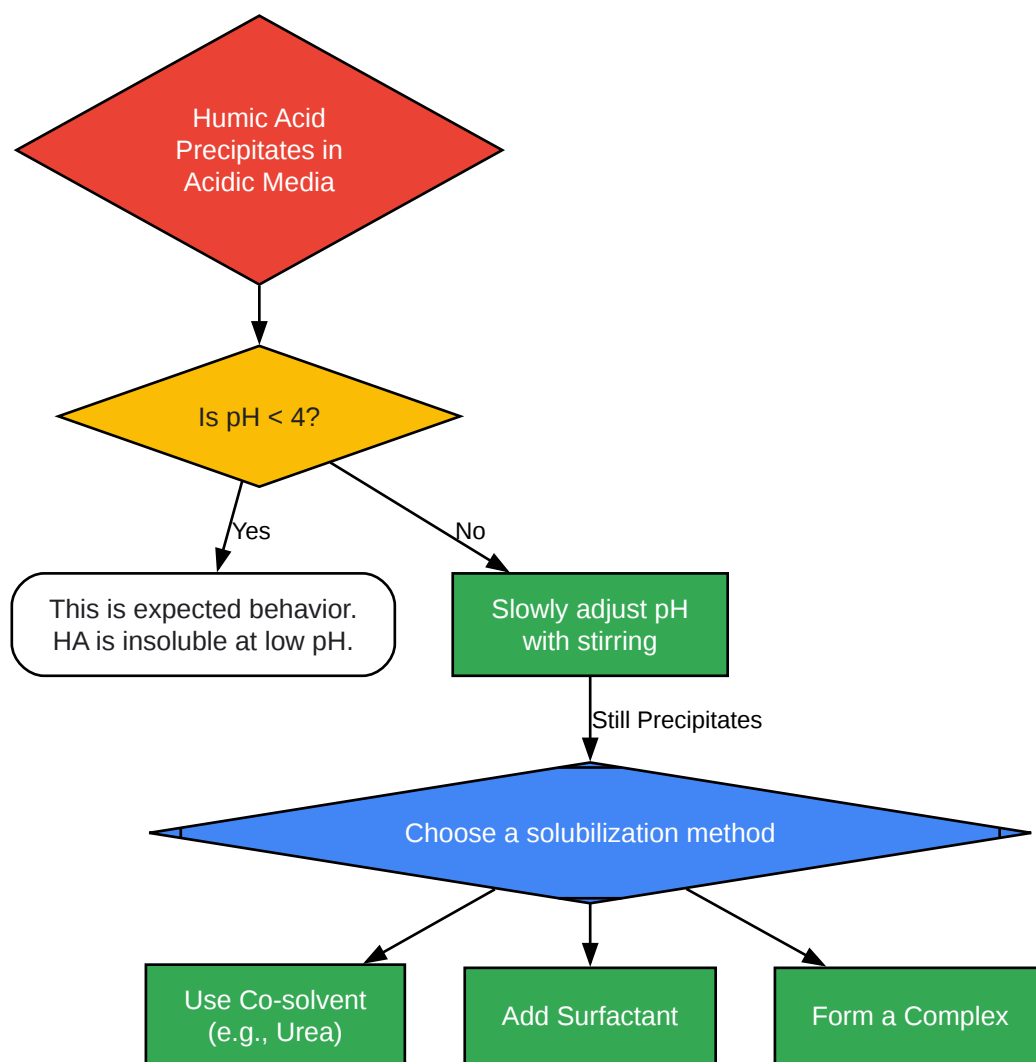 Humic Acid
Precipitates in
Acidic Media
Is pH < 4?
Yes
No
This is expected behavior.
HA is insoluble at low pH.
Slowly adjust pH
with stirring
Still Precipitates
Choose a solubilization method
Use Co-solvent
(e.g., Urea)
Add Surfactant
Form a Complex